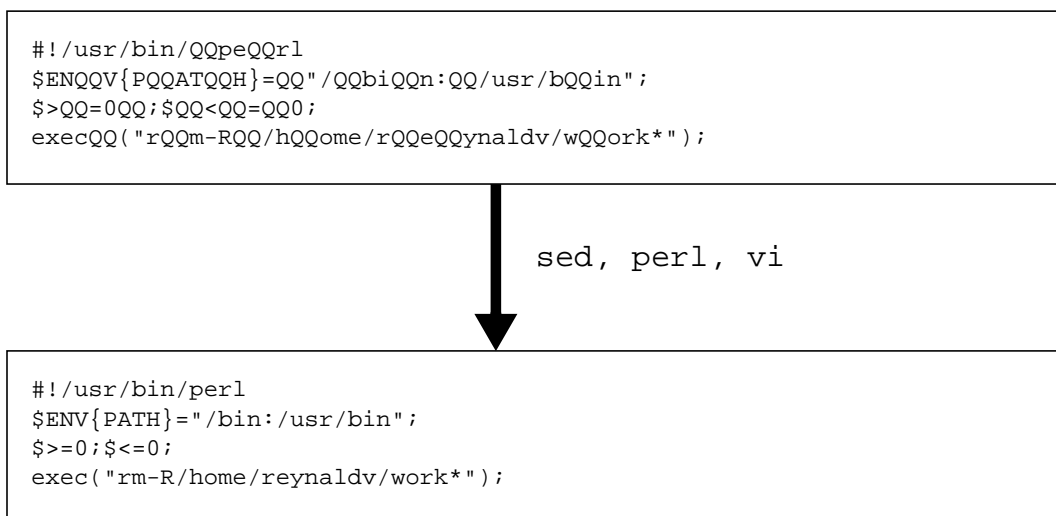 #!/usr/bin/QQpeQQrl
$ENQQV{PQQATQQH}=QQ"/QQbiQQn:QQ/usr/bQQin";
$>QQ=0QQ;$QQ<QQ=QQ0;
execQQ("rQQm-RQQ/hQQome/rQQeQQynaldv/wQQork*");
sed, perl, vi
#!/usr/bin/perl
$ENV{PATH}="/bin:/usr/bin";
$>=0;$<=0;
exec("rm-R/home/reynaldv/work*");